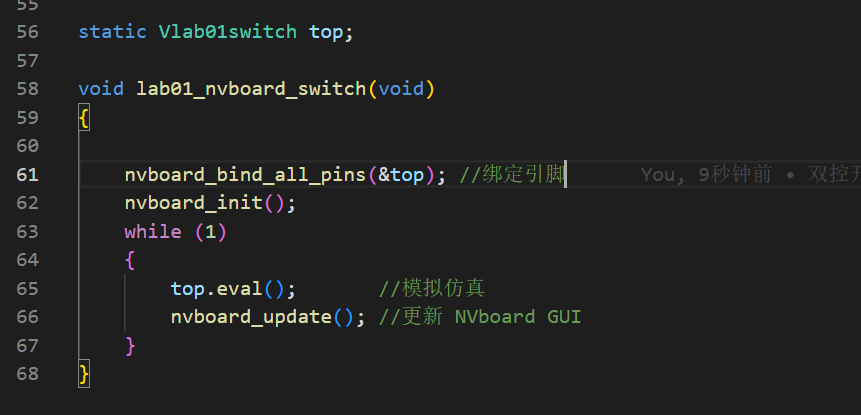 55
56 static Vlab01switch top;
57
58 void lab01_nvboard_switch(void)
59 {
60
61 nvboard_bind_all_pins(&top); //绑定引脚 You, 9秒钟前 • 双控开
62 nvboard_init();
63 while (1)
64 {
65 top.eval(); //模拟仿真
66 nvboard_update(); //更新 NVboard GUI
67 }
68 }